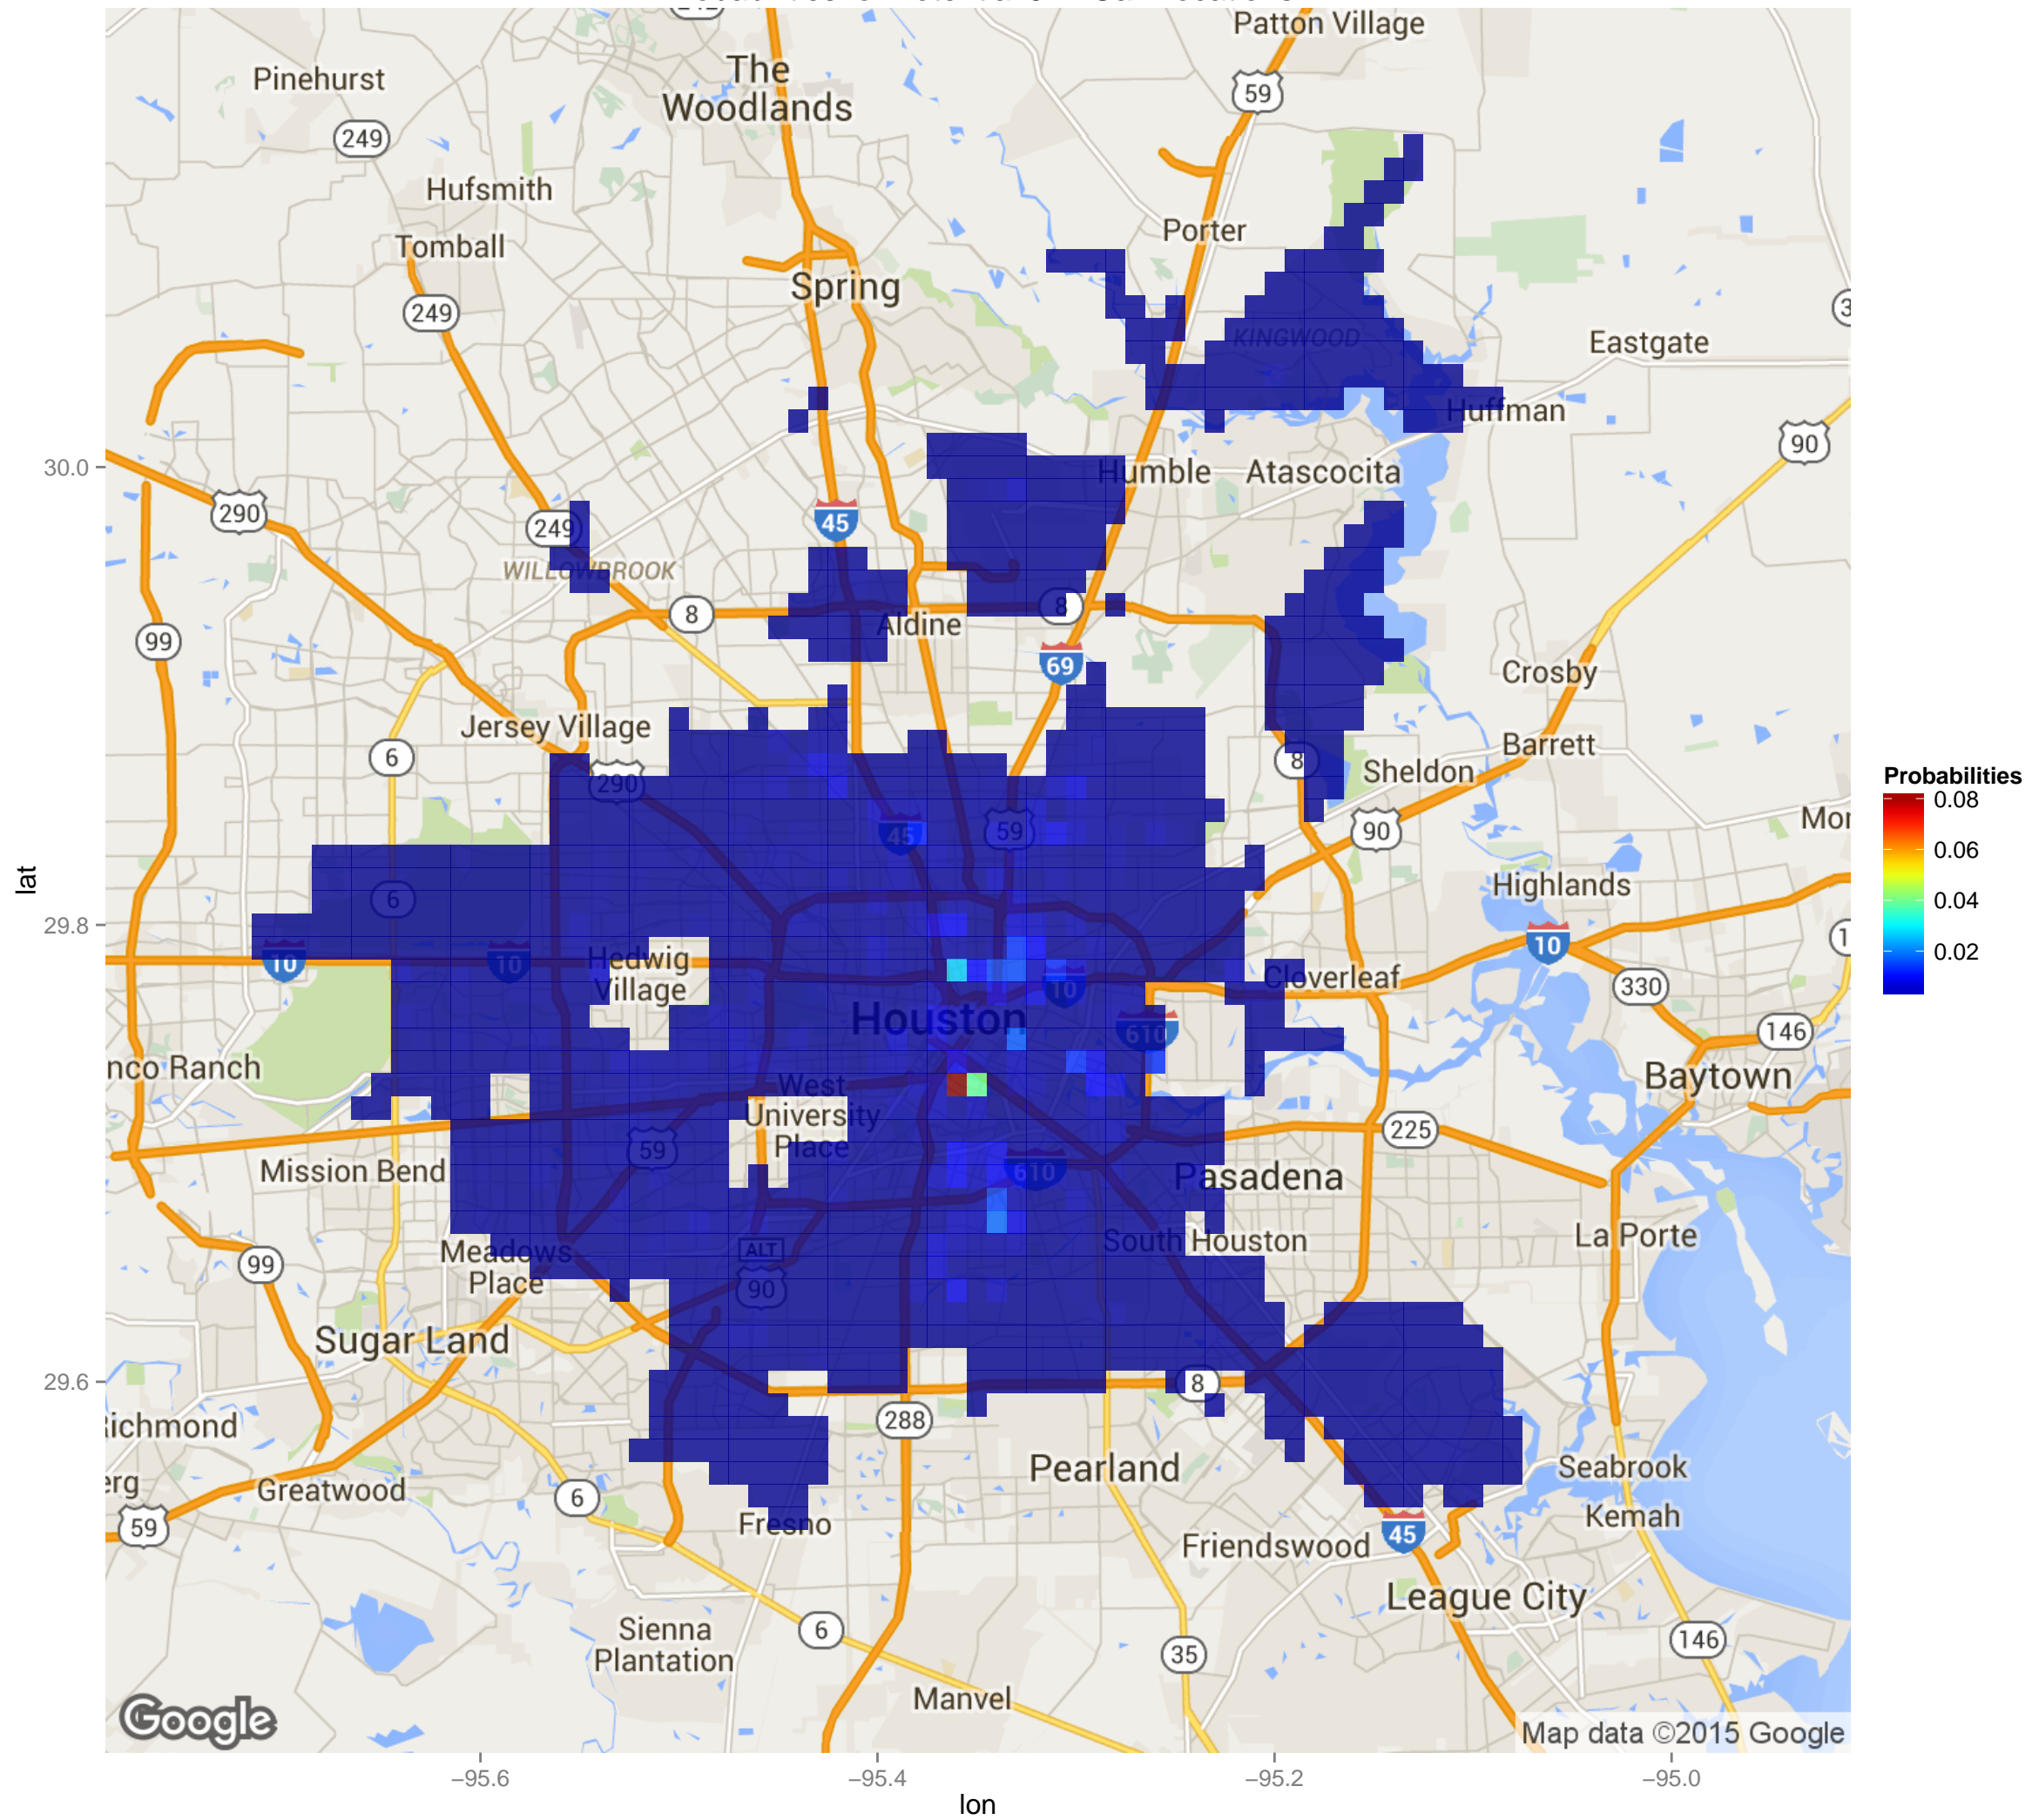 Patton Village
Pinehurst
The
Woodlands
59
249
Hufsmith
Porter
Tomball
Spring
249
KINGWOOD
Eastgate
Huffman
90
30.0
Humble
Atascocita
290
249
45
WILLOWBROOK
8
8
Aldine
99
69
Crosby
Jersey Village
Barrett
6
290
8
Sheldon
45
59
90
6
Highlands
29.8
10
10
Hedwig
Village
10
Cloverleaf
10
330
Houston
610
146
nco Ranch
Baytown
West
University
Place
59
225
Mission Bend
610
Pasadena
La Porte
99
Meadows
Place
ALT
90
South Houston
Sugar Land
29.6
8
288
Pearland
Seabrook
Greatwood
6
59
Fresno
Kemah
Friendswood
45
League City
Sienna
Plantation
6
35
146
Manvel
Google
Map data ©2015 Google
−95.6
−95.4
−95.2
−95.0
lon
lat
Probabilities
0.08
0.06
0.04
0.02